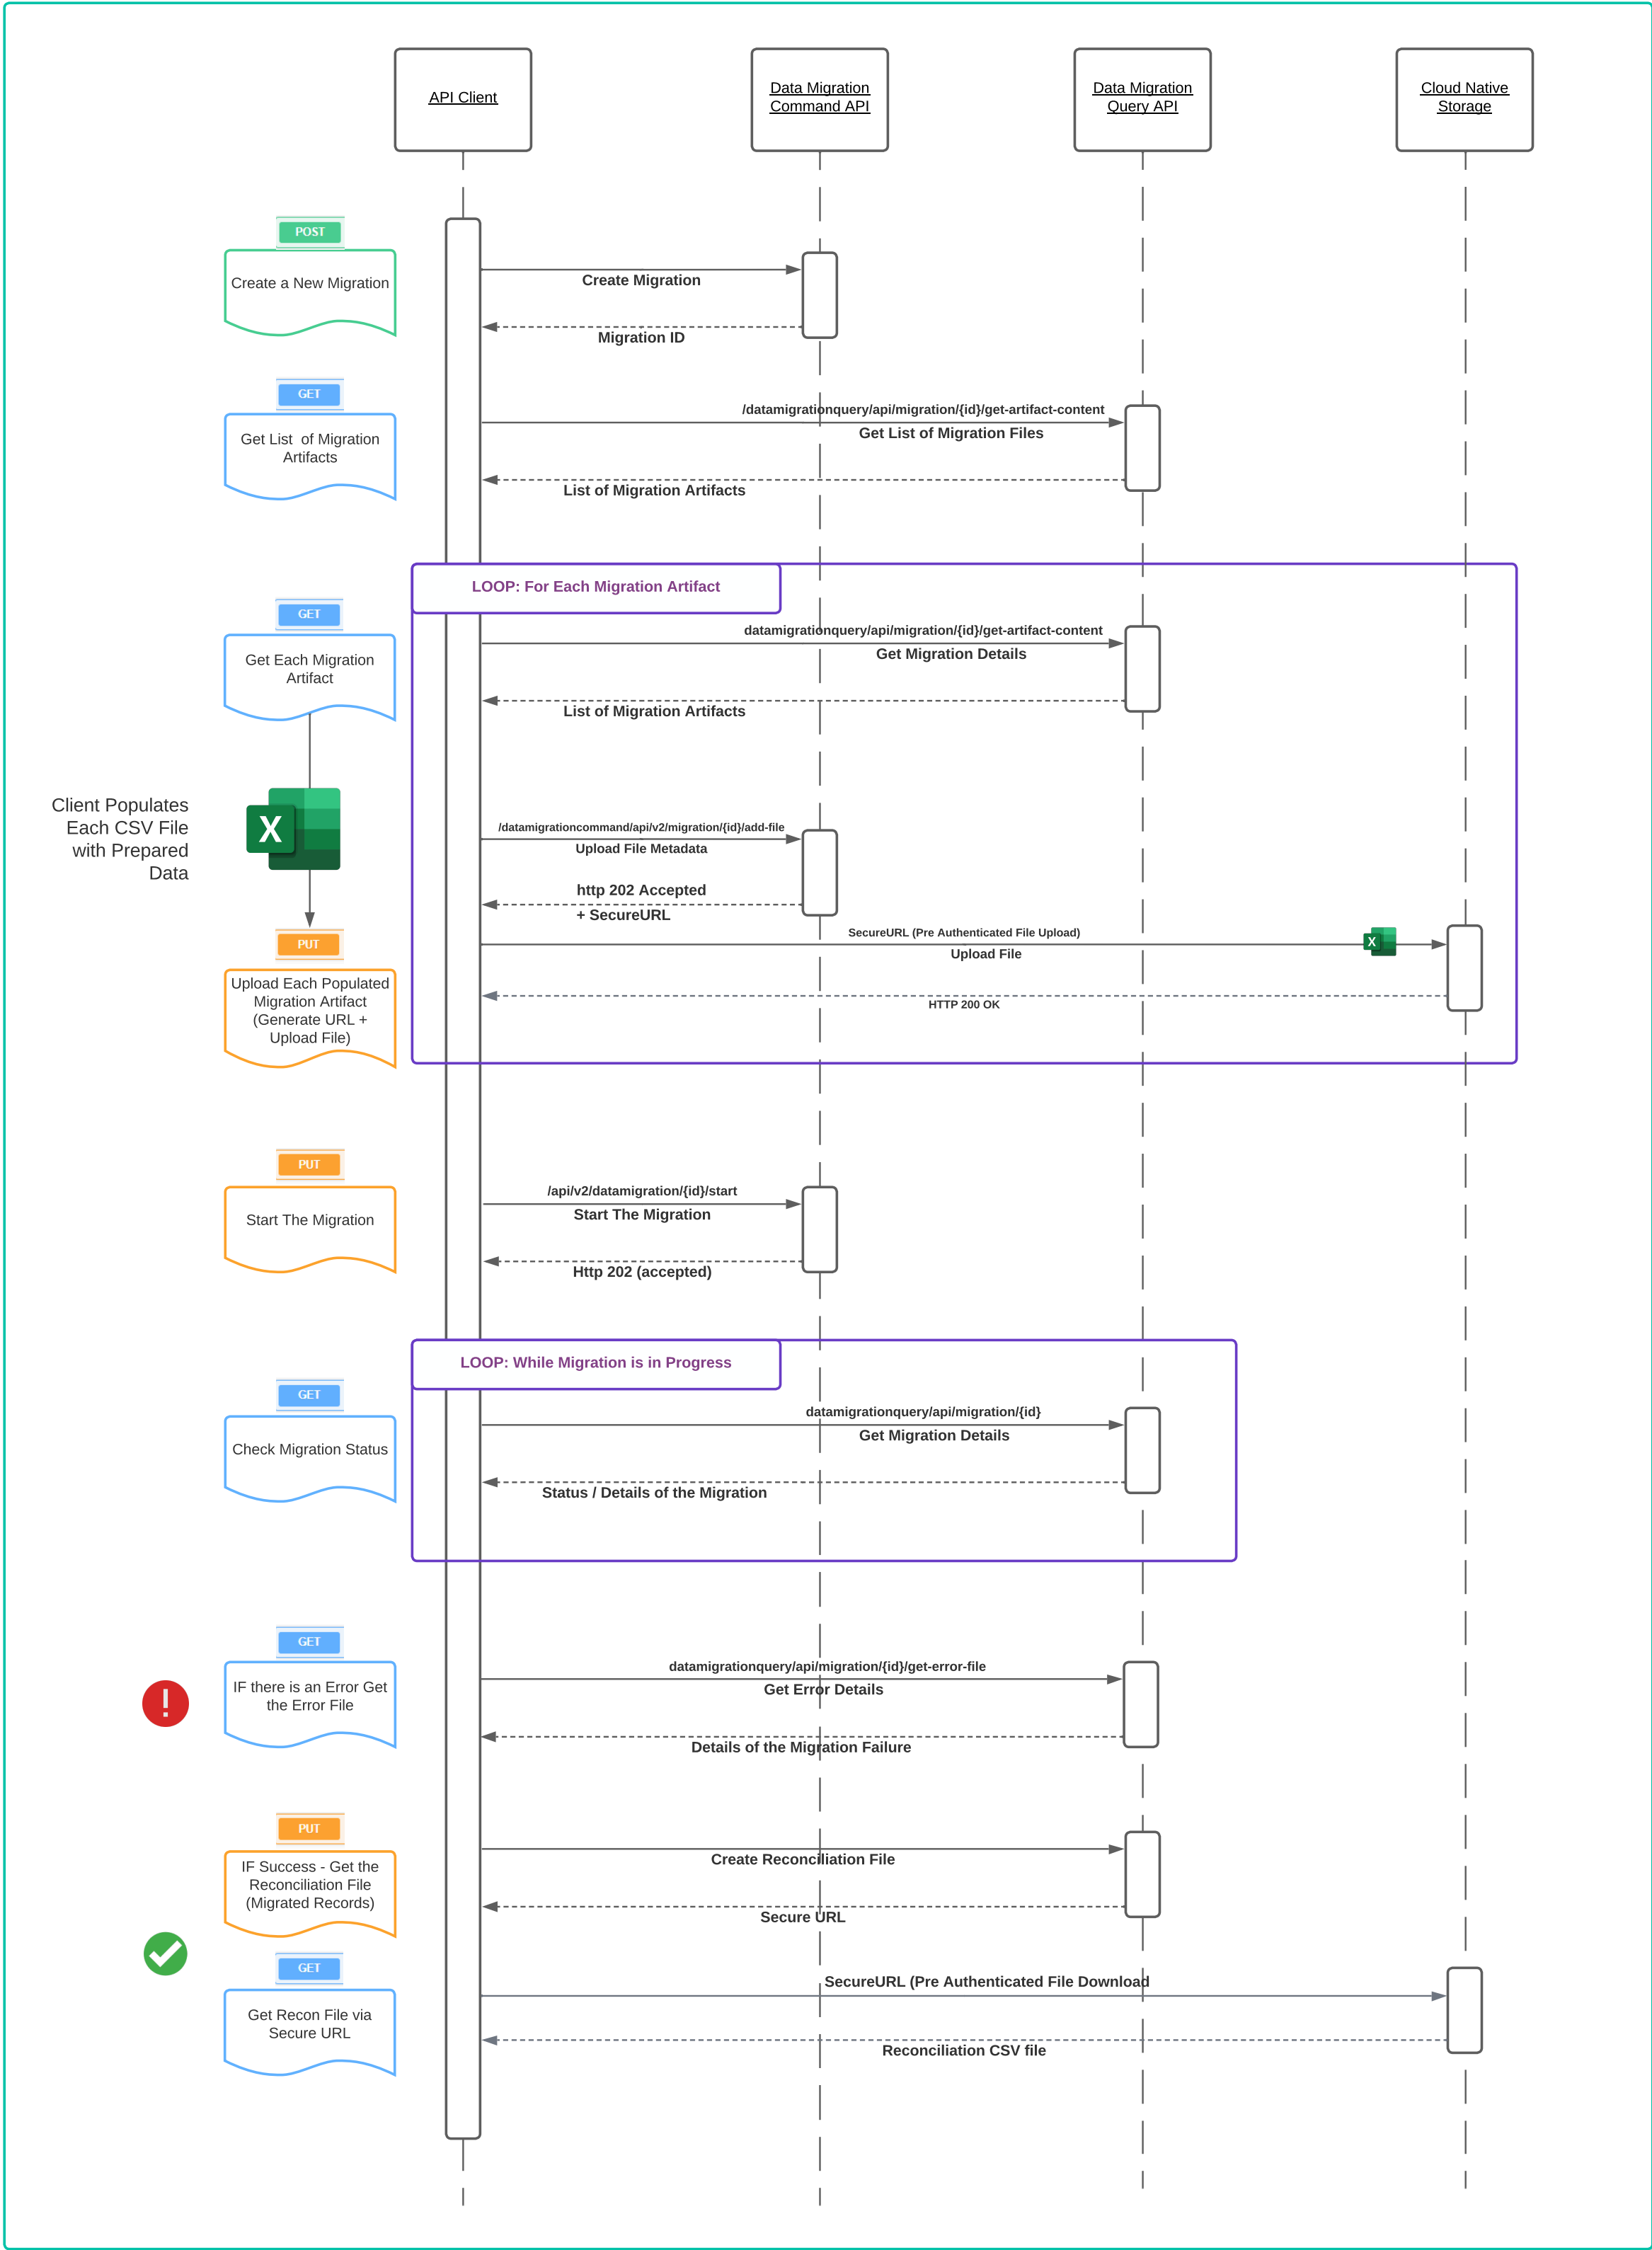 API Client
Data Migration
Command API
Data Migration
Query API
Cloud Native
Storage
POST
Create a New Migration
Create Migration
Migration ID
GET
Get List  of Migration
Artifacts
/datamigrationquery/api/migration/{id}/get-artifact-content
Get List of Migration Files
List of Migration Artifacts
LOOP: For Each Migration Artifact
GET
Get Each Migration
Artifact
datamigrationquery/api/migration/{id}/get-artifact-content
Get Migration Details
List of Migration Artifacts
Client Populates
Each CSV File
with Prepared
Data
X
/datamigrationcommand/api/v2/migration/{id}/add-file
Upload File Metadata
http 202 Accepted
+ SecureURL
PUT
Upload Each Populated
Migration Artifact
(Generate URL +
Upload File)
SecureURL (Pre Authenticated File Upload)
X
Upload File
HTTP 200 OK
PUT
Start The Migration
/api/v2/datamigration/{id}/start
Start The Migration
Http 202 (accepted)
LOOP: While Migration is in Progress
GET
Check Migration Status
datamigrationquery/api/migration/{id}
Get Migration Details
Status / Details of the Migration
GET
IF there is an Error Get
the Error File
datamigrationquery/api/migration/{id}/get-error-file
Get Error Details
Details of the Migration Failure
PUT
IF Success - Get the
Reconciliation File
(Migrated Records)
Create Reconciliation File
Secure URL
GET
Get Recon File via
Secure URL
SecureURL (Pre Authenticated File Download
Reconciliation CSV file